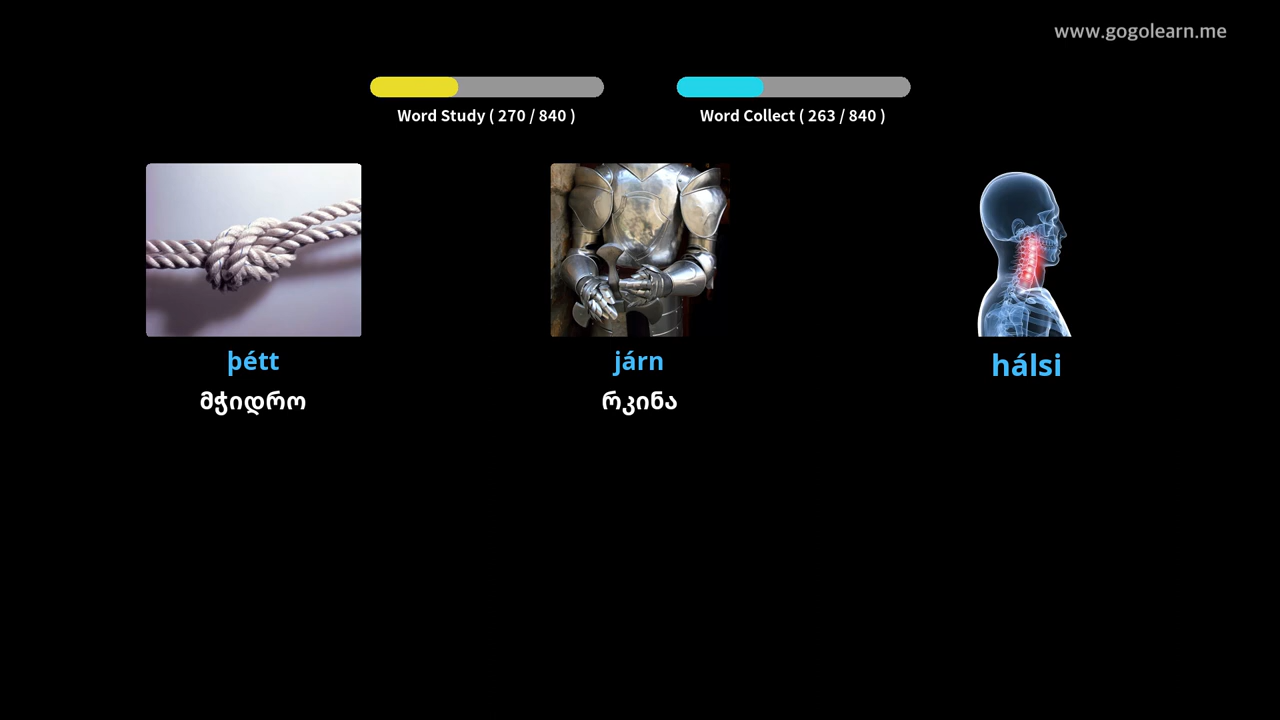 www.gogolearn.me
Word Study ( 270 / 840 )
Word Collect ( 263 / 840 )
þétt
járn
hálsi
მჭიდრო
რკინა